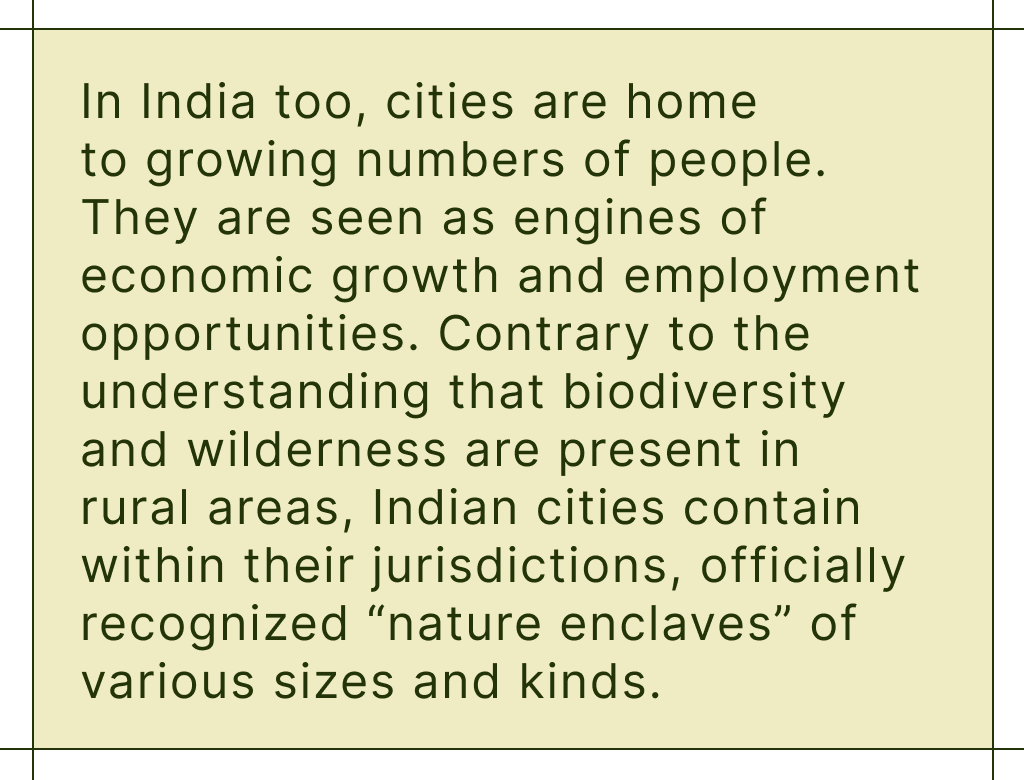 In India too, cities are home
to growing numbers of people.
They are seen as engines of
economic growth and employment
opportunities. Contrary to the
understanding that biodiversity
and wilderness are present in
rural areas, Indian cities contain
within their jurisdictions, officially
recognized “nature enclaves” of
various sizes and kinds.